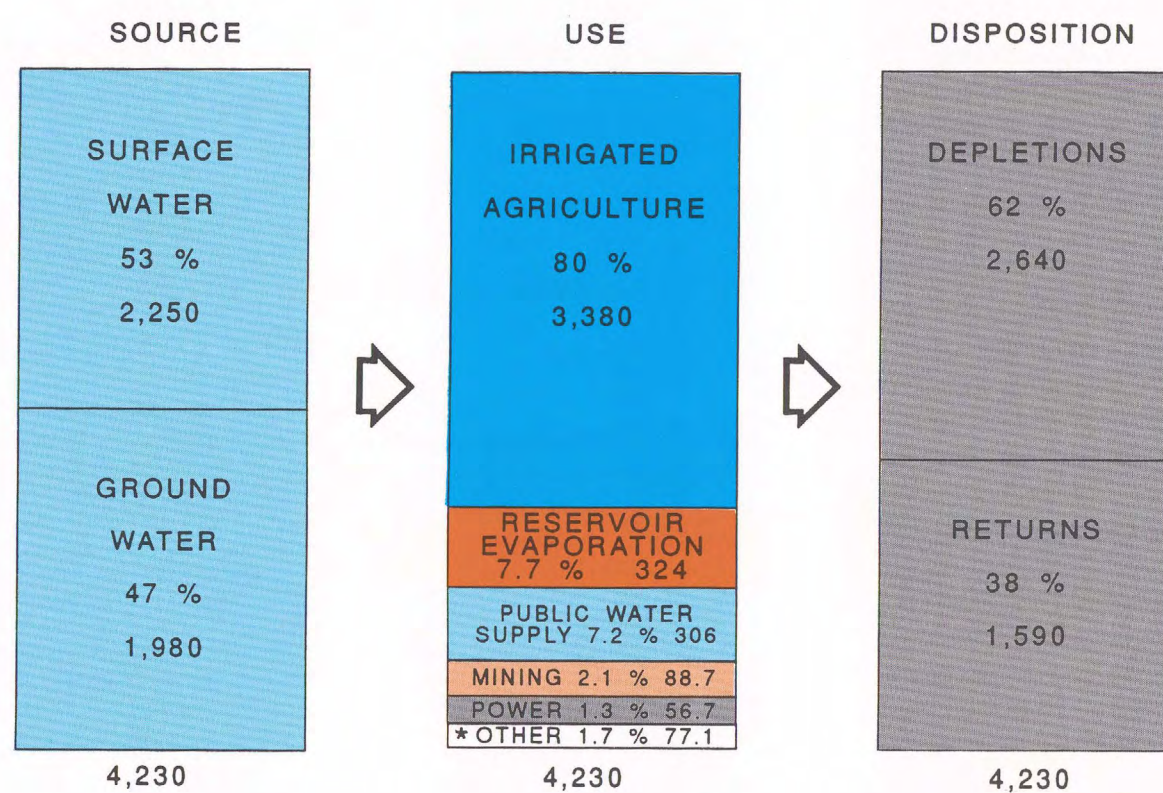 SOURCE
SURFACE
WATER
53 %
2,250
GROUND
WATER
47 %
1,980
4,230
USE
IRRIGATED
AGRICULTURE
80 %
3,380
RESERVOIR
EVAPORATION
7.7 % 324
PUBLIC WATER
SUPPLY 7.2 % 306
MINING 2.1 % 88.7
POWER 1.3 % 56.7
* OTHER 1.7 % 77.1
4,230
DISPOSITION
DEPLETIONS
62 %
2,640
RETURNS
38 %
1,590
4,230